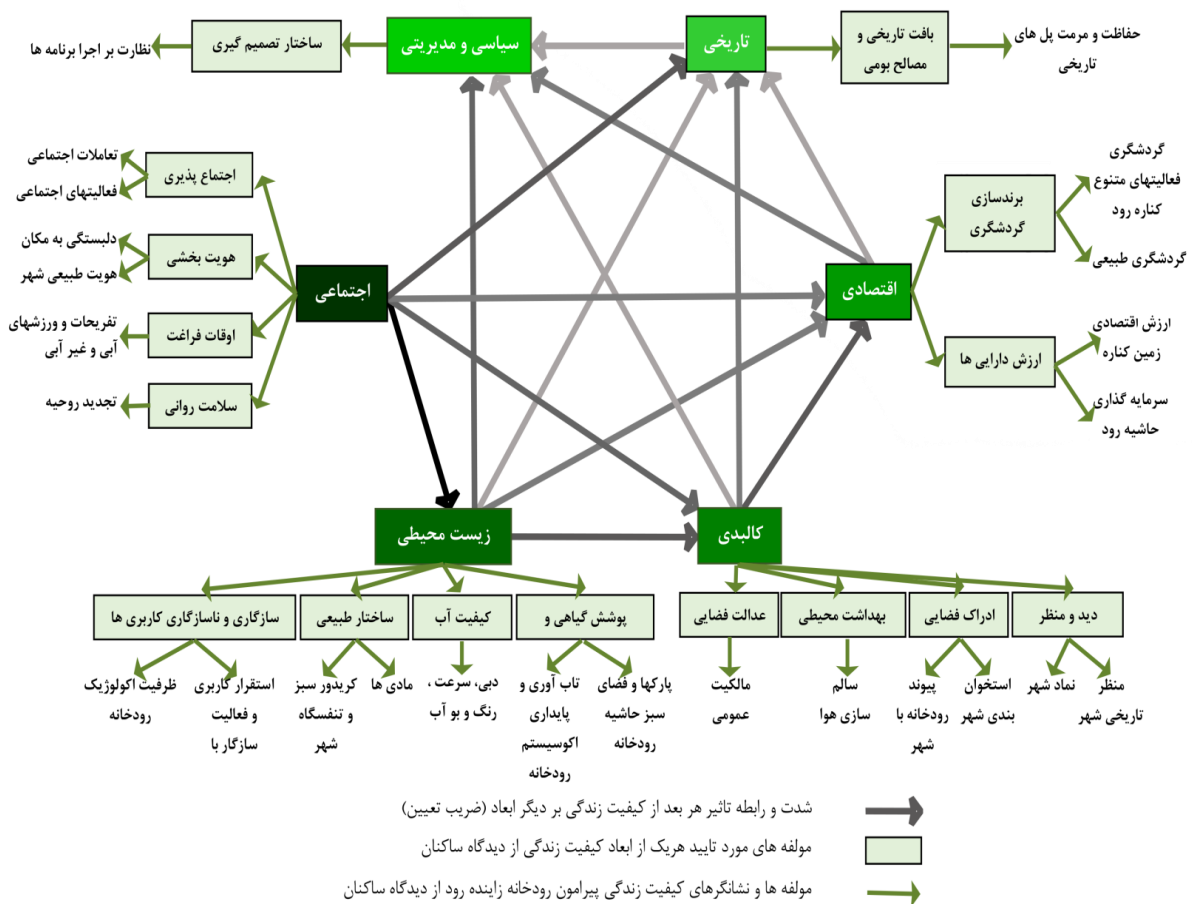 حفاظت و مرمت پل های
تاریخی
بافت تاریخی و
مصالح بومی
تاریخی
سیاسی و مدیریتی
ساختار تصمیم گیری
نظارت بر اجرا برنامه ها
اجتماعی
اجتماع پذیری
تعاملات اجتماعی
فعالیتهای اجتماعی
هویت بخشی
دلبستگی به مکان
هویت طبیعی شهر
اوقات فراغت
تفریحات و ورزشهای
آبی و غیر آبی
سلامت روانی
تجدید روحیه
اقتصادی
برندسازی
گردشگری
گردشگری
فعالیتهای متنوع
کناره رود
گردشگری طبیعی
ارزش دارایی ها
ارزش اقتصادی
زمین کناره
سرمایه گذاری
حاشیه رود
کالبدی
دید و منظر
منظر
تاریخی شهر
نماد شهر
ادراک فضایی
استخوان
بندی شهر
پیوند
رودخانه با
شهر
بهداشت محیطی
سالم
سازی هوا
عدالت فضایی
مالکیت
عمومی
زیست محیطی
پوشش گیاهی و
پارکها و فضای
سبز حاشیه
رودخانه
تاب آوری و
پایداری
اکوسیستم
رودخانه
کیفیت آب
دبی، سرعت ،
رنگ و بو آب
ساختار طبیعی
مادی ها
کریدور سبز
و تنفسگاه
شهر
سازگاری و ناسازگاری کاربری ها
استقرار کاربری
و فعالیت
سازگار با
ظرفیت اکولوژیک
رودخانه
شدت و رابطه تاثیر هر بعد از کیفیت زندگی بر دیگر ابعاد (ضریب تعیین)
مولفه های مورد تایید هریک از ابعاد کیفیت زندگی از دیدگاه ساکنان
مولفه ها و نشانگرهای کیفیت زندگی پیرامون رودخانه زاینده رود از دیدگاه ساکنان